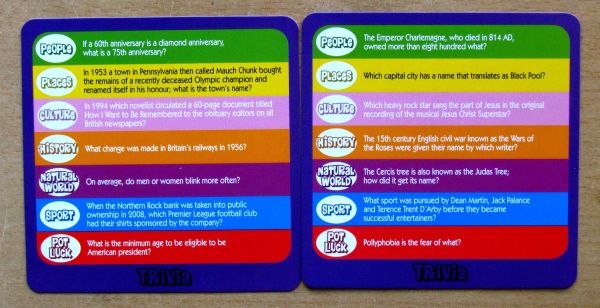 PEOPLE
If a 60th anniversary is a diamond anniversary,
what is a 75th anniversary?
PLACES
In 1953 a town in Pennsylvania then called Mauch Chunk bought
the remains of a recently deceased Olympic champion and
renamed itself in his honour; what is the town's name?
CULTURE
In 1994 which novelist circulated a 60-page document titled
How I Want to Be Remembered to the obituary editors on all
British newspapers?
HISTORY
What change was made in Britain's railways in 1956?
NATURAL
WORLD
On average, do men or women blink more often?
SPORT
When the Northern Rock bank was taken into public
ownership in 2008, which Premier League football club
had their shirts sponsored by the company?
POT
LUCK
What is the minimum age to be eligible to be
American president?
TRIVIA
PEOPLE
The Emperor Charlemagne, who died in 814 AD,
owned more than eight hundred what?
PLACES
Which capital city has a name that translates as Black Pool?
CULTURE
Which heavy rock star sang the part of Jesus in the original
recording of the musical Jesus Christ Superstar?
HISTORY
The 15th century English civil war known as the Wars of
the Roses were given their name by which writer?
NATURAL
WORLD
The Cercis tree is also known as the Judas Tree;
how did it get its name?
SPORT
What sport was pursued by Dean Martin, Jack Palance
and Terence Trent D'Arby before they became
successful entertainers?
POT
LUCK
Pollyphobia is the fear of what?
TRIVIA